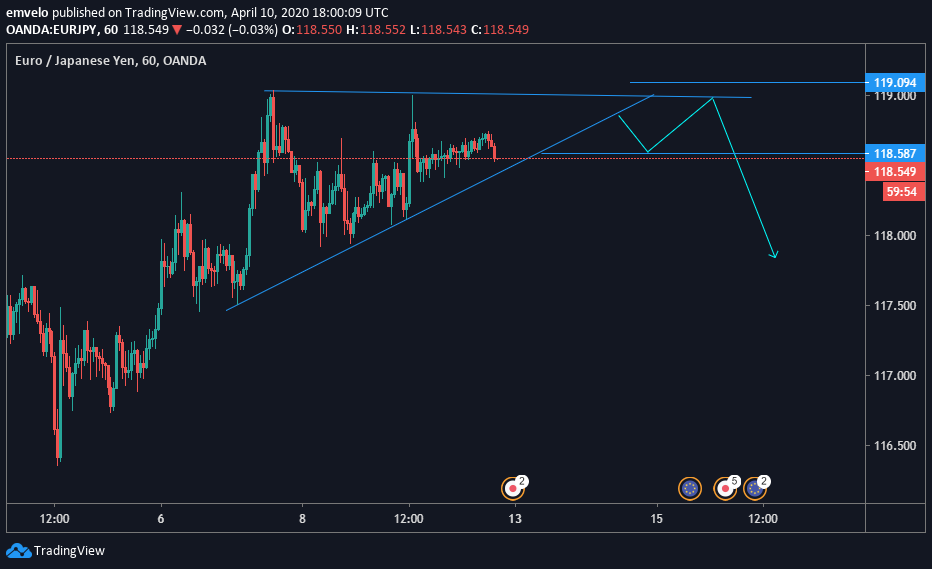 emvelo published on TradingView.com, April 10, 2020 18:00:09 UTC
OANDA:EURJPY, 60 118.549 ▼ −0.032 (−0.03%) O:118.550 H:118.552 L:118.543 C:118.549
Euro / Japanese Yen, 60, OANDA
119.094
119.000
118.587
118.549
59:54
118.000
117.500
117.000
116.500
2 5 2
12:00 6 8 12:00 13 15 12:00
TradingView